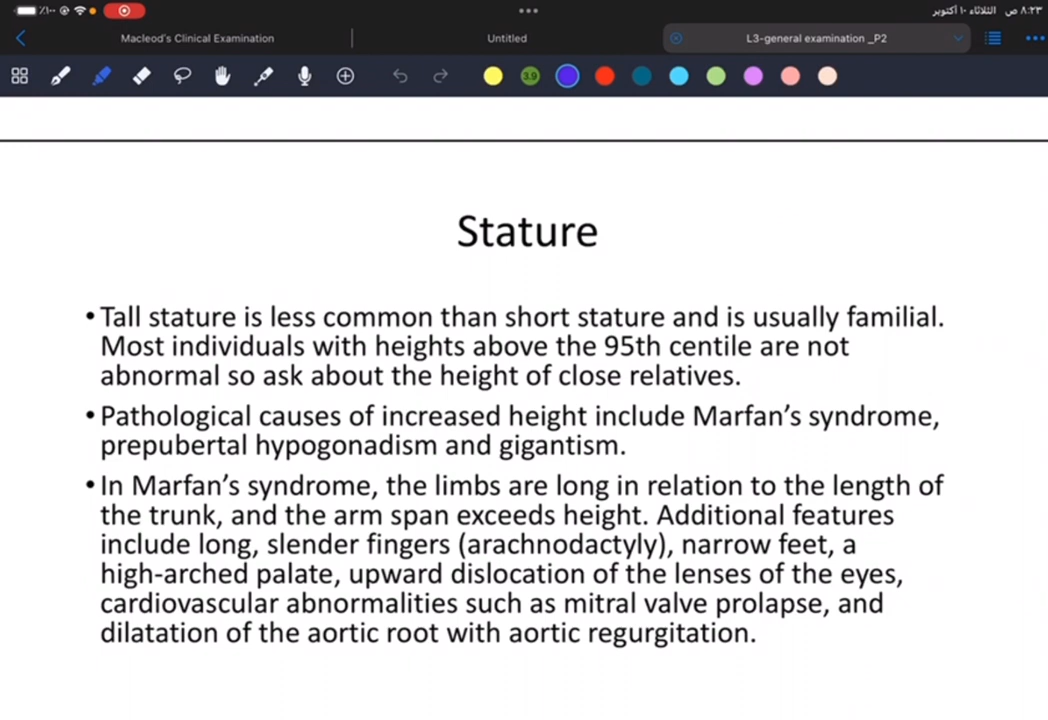 ٪١٠٠
٨:٢٣ ص الثلاثاء ١٠ أكتوبر
Macleod's Clinical Examination
Untitled
L3-general examination _P2
3.9
Stature
•Tall stature is less common than short stature and is usually familial.
Most individuals with heights above the 95th centile are not
abnormal so ask about the height of close relatives.
•Pathological causes of increased height include Marfan's syndrome,
prepubertal hypogonadism and gigantism.
•In Marfan's syndrome, the limbs are long in relation to the length of
the trunk, and the arm span exceeds height. Additional features
include long, slender fingers (arachnodactyly), narrow feet, a
high-arched palate, upward dislocation of the lenses of the eyes,
cardiovascular abnormalities such as mitral valve prolapse, and
dilatation of the aortic root with aortic regurgitation.